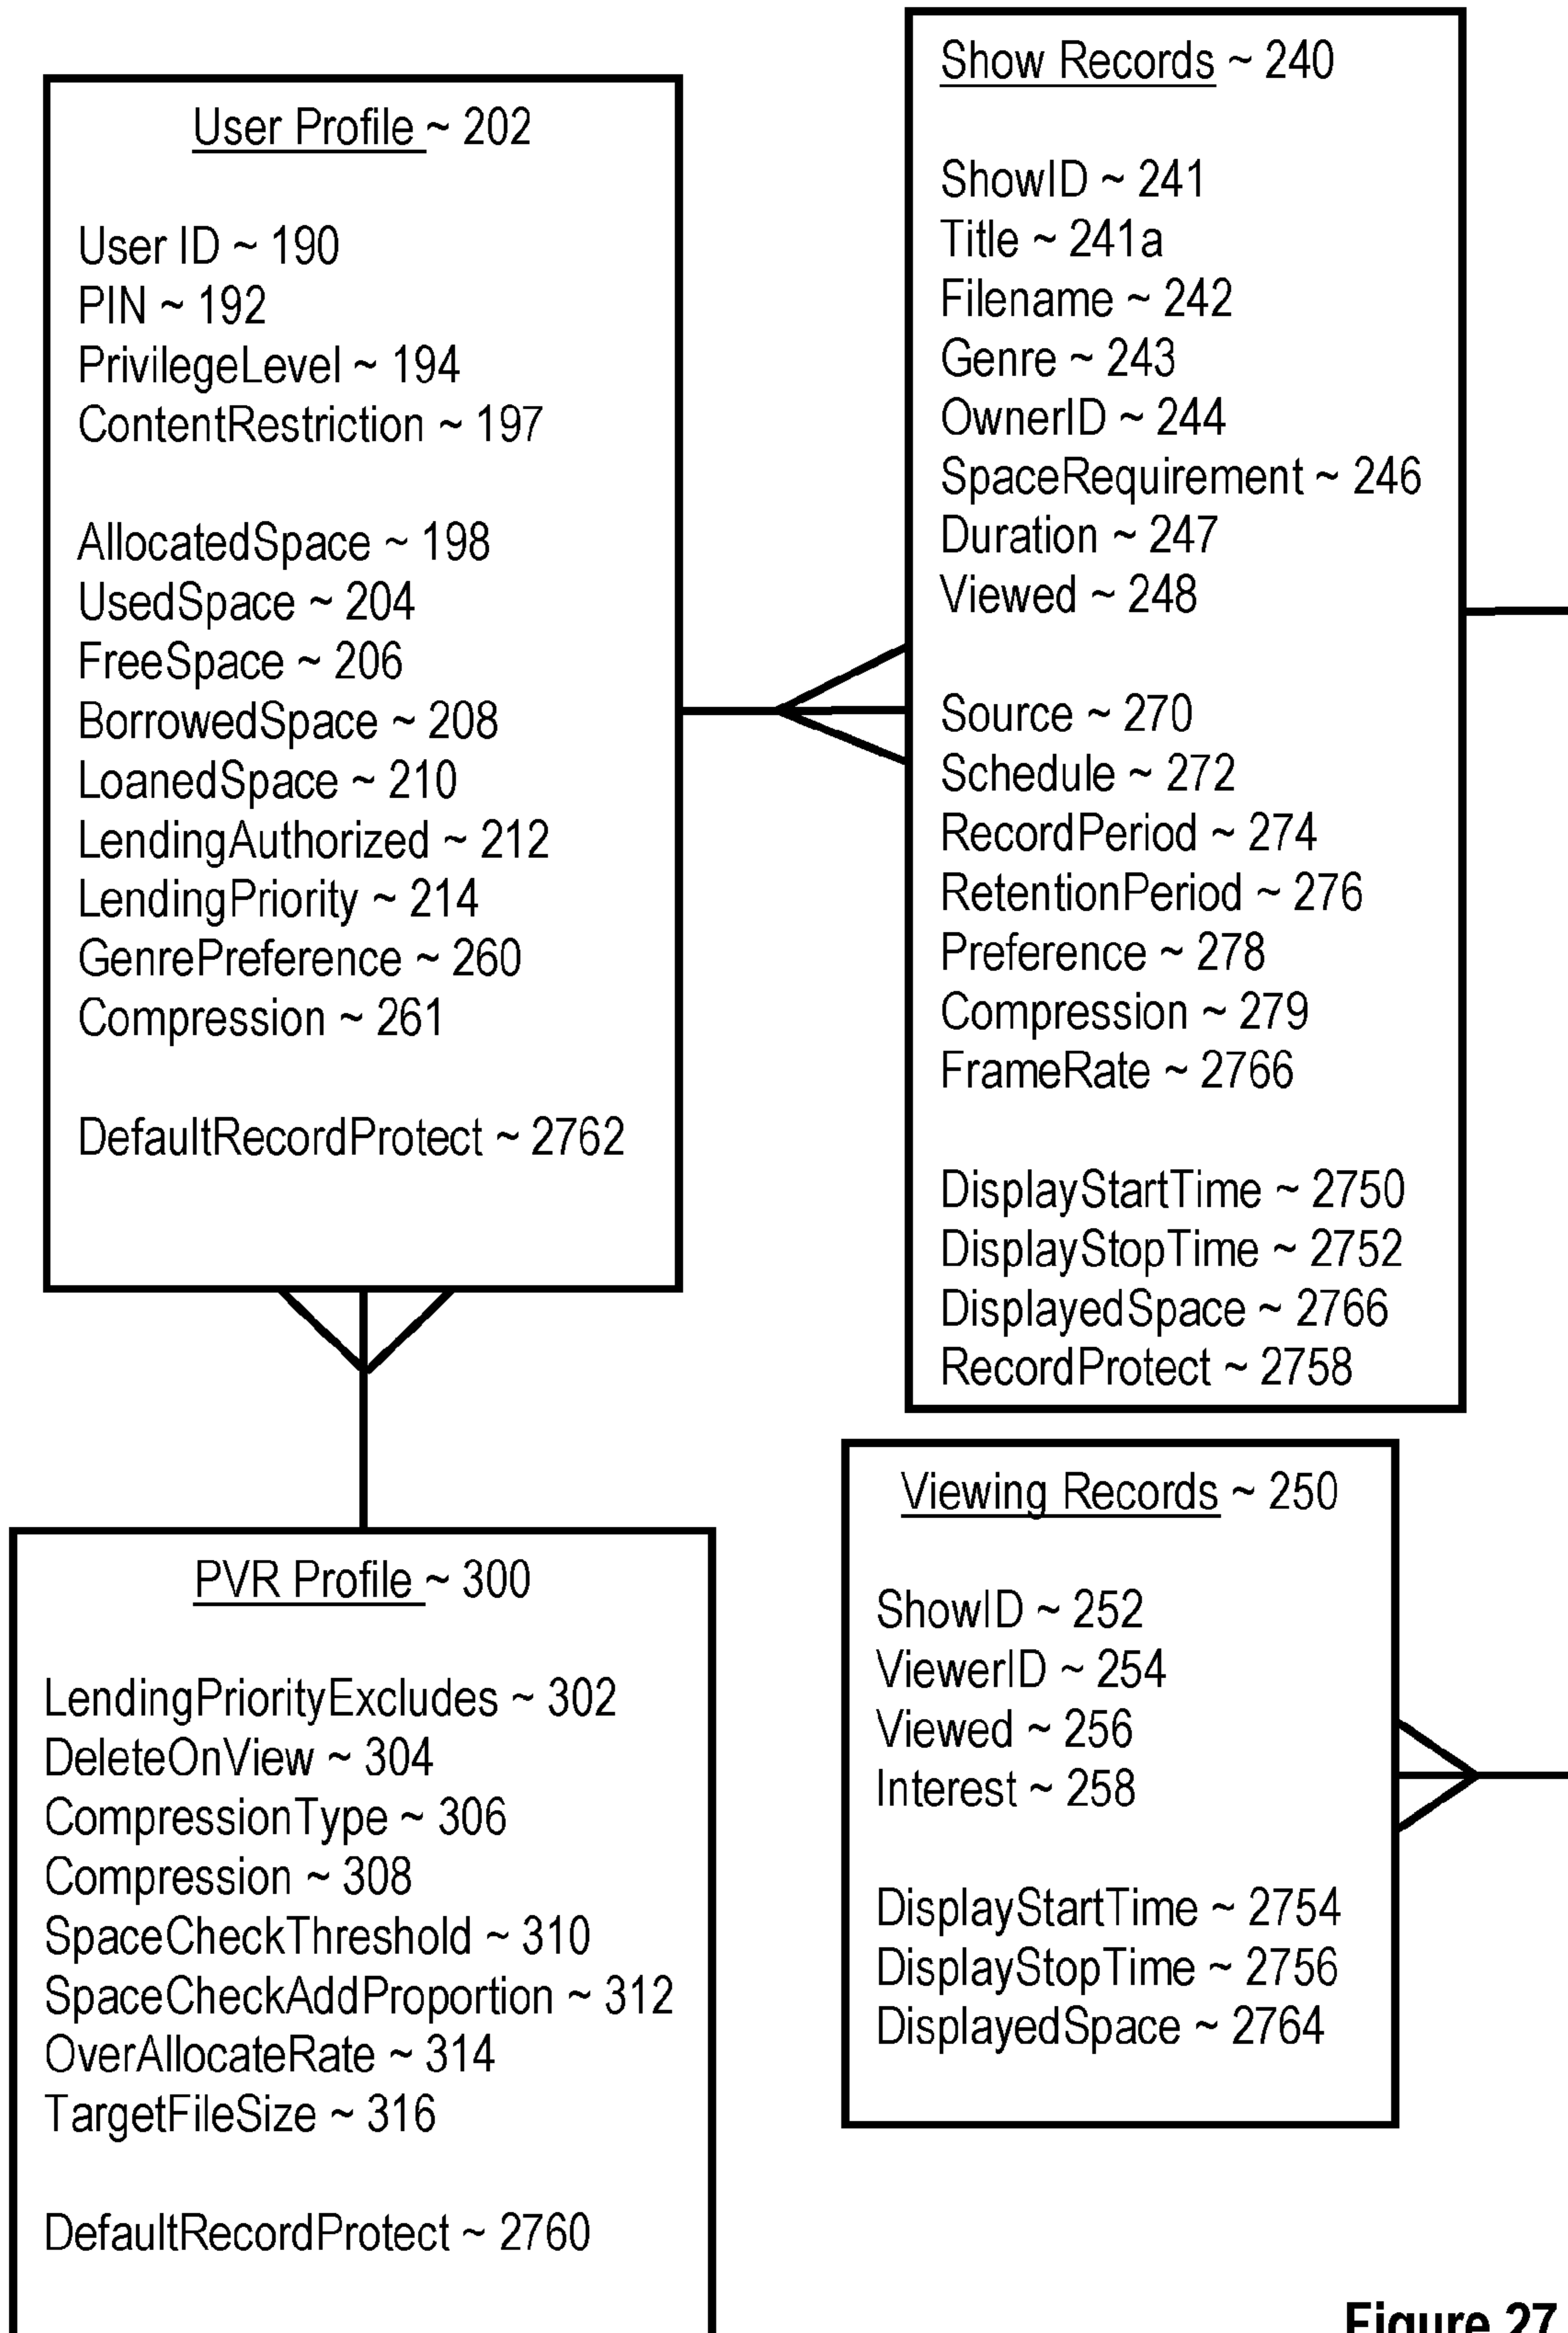 User Profile ~ 202
User ID ~ 190
PIN ~ 192
PrivilegeLevel ~ 194
ContentRestriction ~ 197
AllocatedSpace ~ 198
UsedSpace ~ 204
FreeSpace ~ 206
BorrowedSpace ~ 208
LoanedSpace ~ 210
LendingAuthorized ~ 212
LendingPriority ~ 214
GenrePreference ~ 260
Compression ~ 261
DefaultRecordProtect ~ 2762
Show Records ~ 240
ShowID ~ 241
Title ~ 241a
Filename ~ 242
Genre ~ 243
OwnerID ~ 244
SpaceRequirement ~ 246
Duration ~ 247
Viewed ~ 248
Source ~ 270
Schedule ~ 272
RecordPeriod ~ 274
RetentionPeriod ~ 276
Preference ~ 278
Compression ~ 279
FrameRate ~ 2766
DisplayStartTime ~ 2750
DisplayStopTime ~ 2752
DisplayedSpace ~ 2766
RecordProtect ~ 2758
PVR Profile ~ 300
LendingPriorityExcludes ~ 302
DeleteOnView ~ 304
CompressionType ~ 306
Compression ~ 308
SpaceCheckThreshold ~ 310
SpaceCheckAddProportion ~ 312
OverAllocateRate ~ 314
TargetFileSize ~ 316
DefaultRecordProtect ~ 2760
Viewing Records ~ 250
ShowID ~ 252
ViewerID ~ 254
Viewed ~ 256
Interest ~ 258
DisplayStartTime ~ 2754
DisplayStopTime ~ 2756
DisplayedSpace ~ 2764
Figure 27